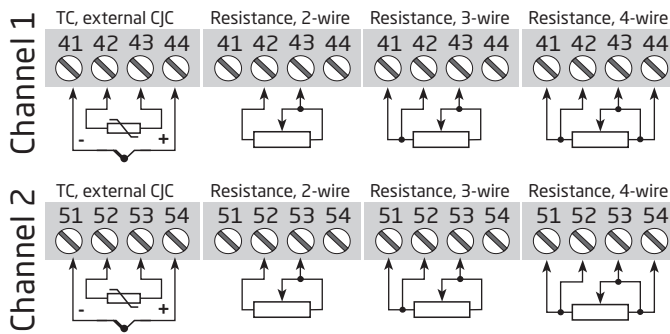 Channel 1
TC, external CJC
Resistance, 2-wire
Resistance, 3-wire
Resistance, 4-wire
41 42 43 44
41 42 43 44
41 42 43 44
41 42 43 44
- +
Channel 2
TC, external CJC
Resistance, 2-wire
Resistance, 3-wire
Resistance, 4-wire
51 52 53 54
51 52 53 54
51 52 53 54
51 52 53 54
- +